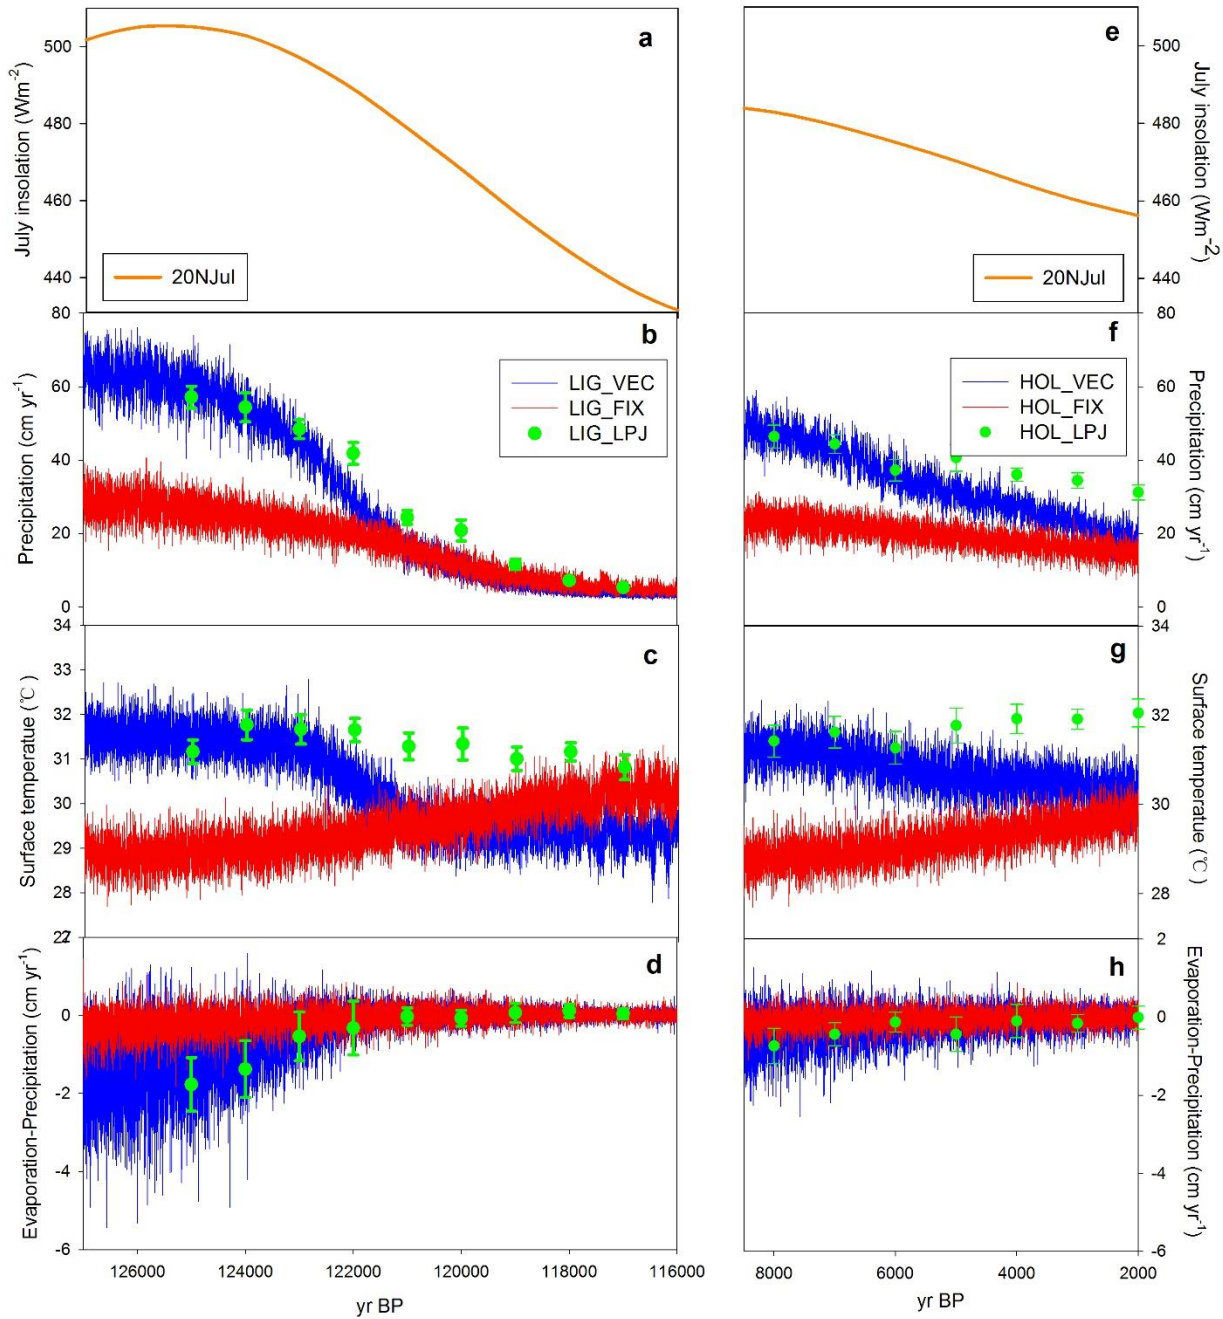 a
July insolation (Wm-2)
500
480
460
440
20NJul
b
Precipitation (cm yr-1)
80
60
40
20
0
LIG_VEC
LIG_FIX
LIG_LPJ
c
Surface temperatue (℃)
34
33
32
31
30
29
28
27
d
Evaporation-Precipitation (cm yr-1)
2
0
-2
-4
-6
126000 124000 122000 120000 118000 116000
yr BP
e
July insolation (Wm-2)
500
480
460
440
20NJul
f
Precipitation (cm yr-1)
80
60
40
20
0
HOL_VEC
HOL_FIX
HOL_LPJ
g
Surface temperatue (℃)
34
32
30
28
h
Evaporation-Precipitation (cm yr-1)
2
0
-2
-4
-6
8000 6000 4000 2000
yr BP